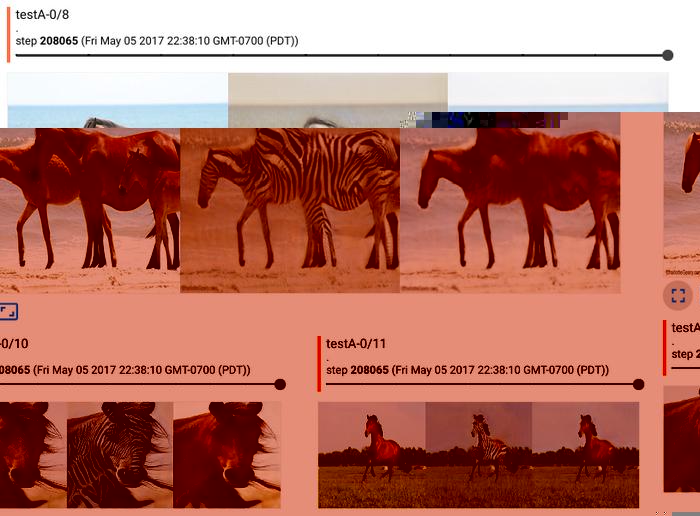 testA-0/8
.
step 208065 (Fri May 05 2017 22:38:10 GMT-0700 (PDT))
-0/10
08065 (Fri May 05 2017 22:38:10 GMT-0700 (PDT))
testA-0/11
.
step 208065 (Fri May 05 2017 22:38:10 GMT-0700 (PDT))
testA
.
step 2